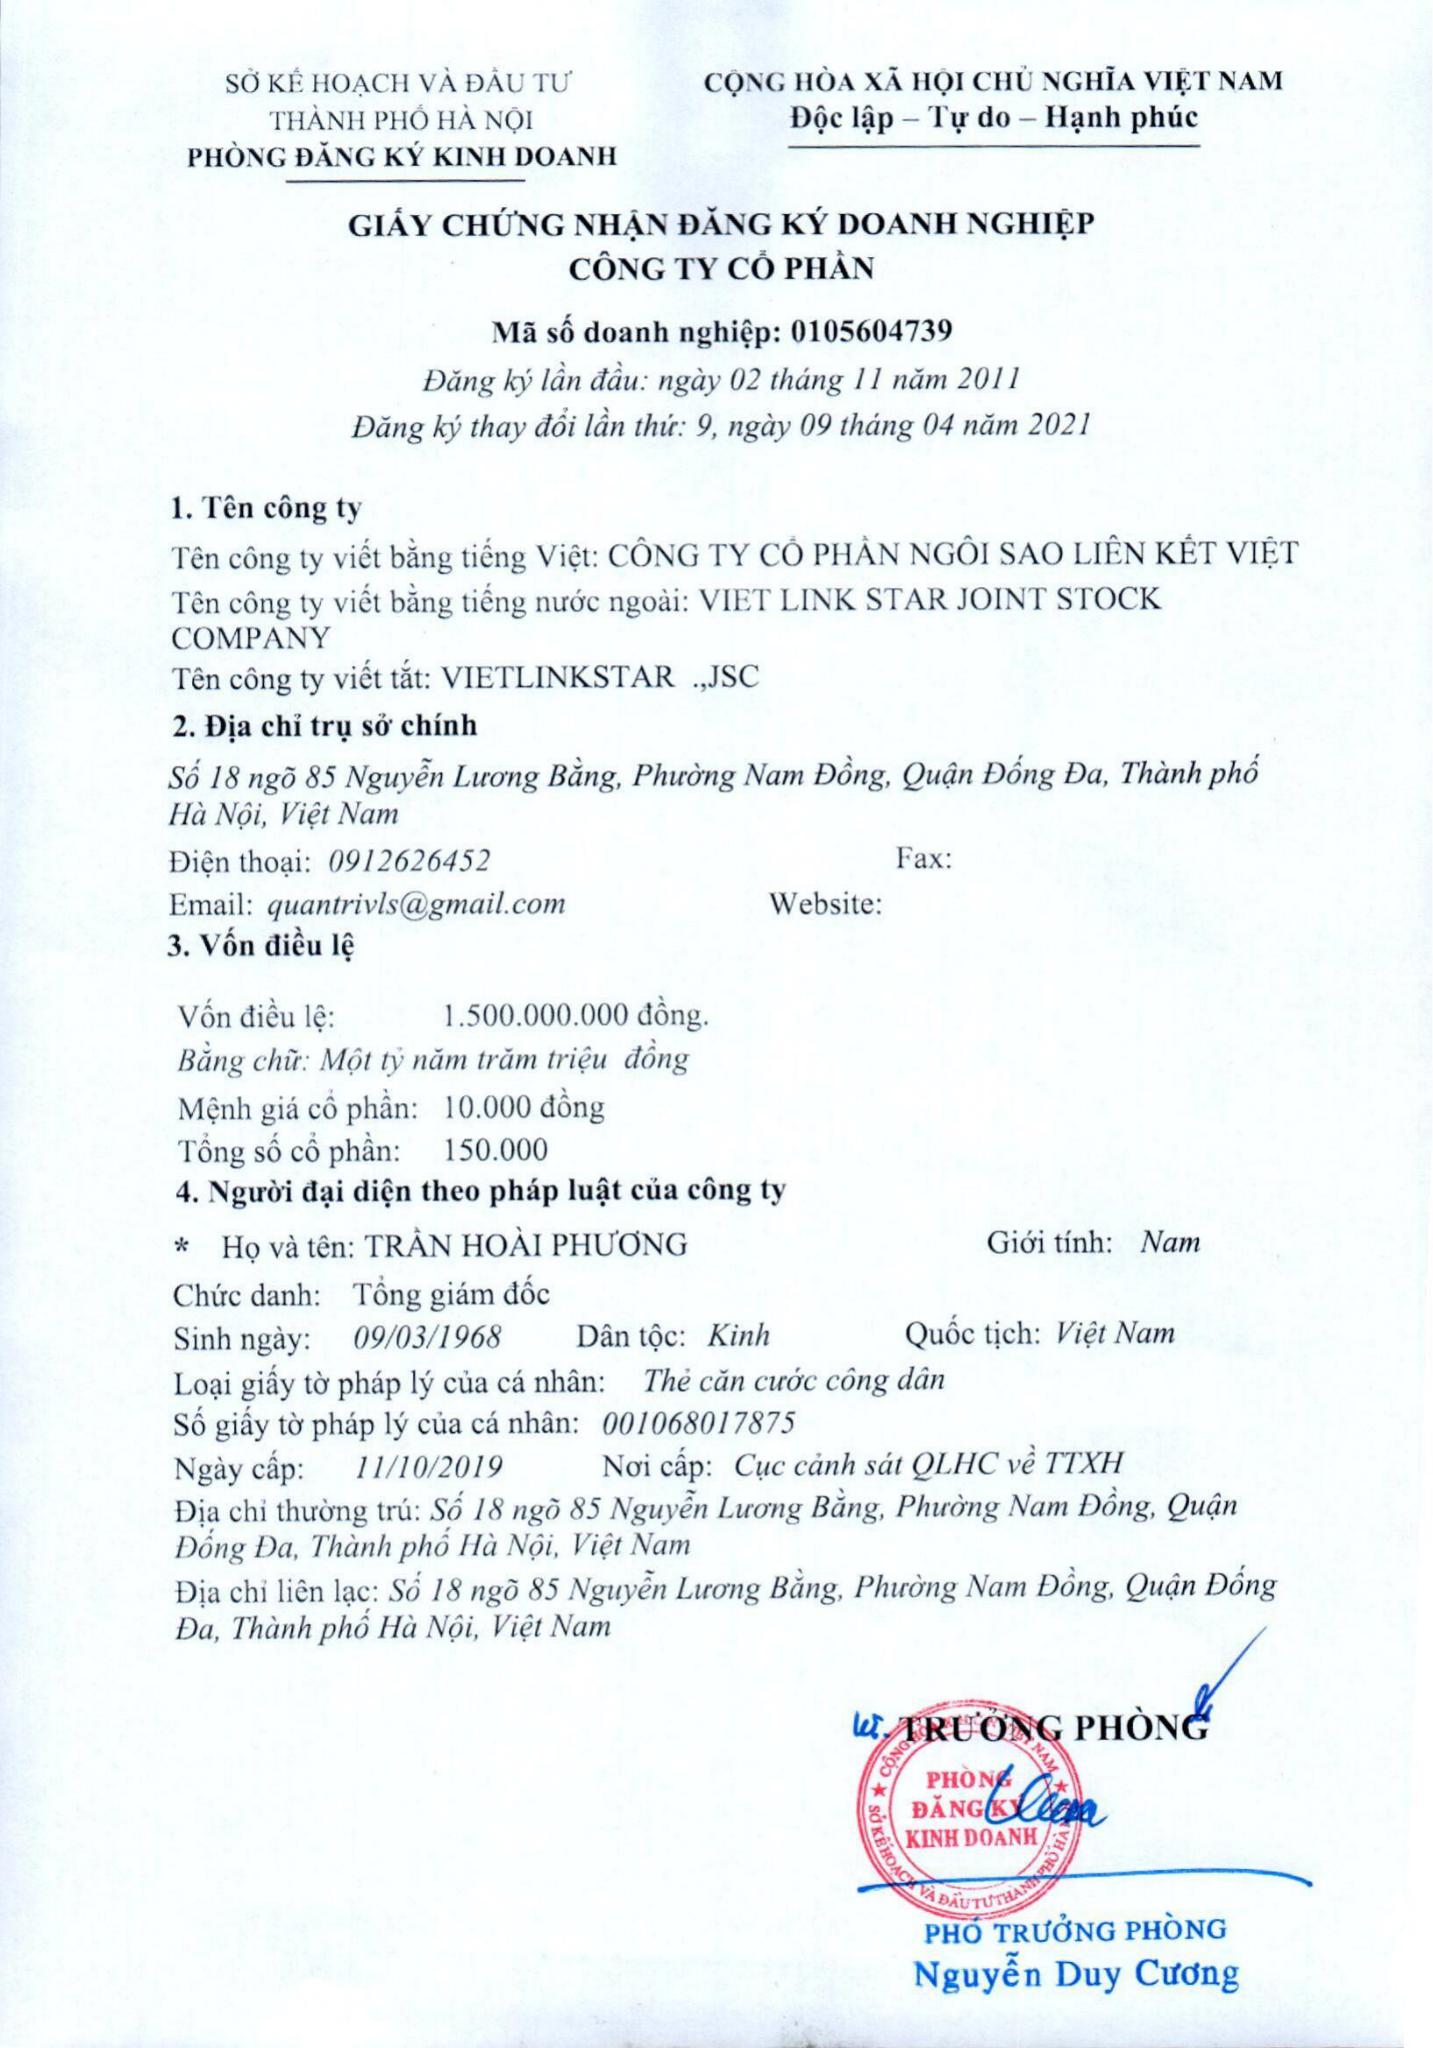 SỞ KẾ HOẠCH VÀ ĐẦU TƯ
THÀNH PHỐ HÀ NỘI
PHÒNG ĐĂNG KÝ KINH DOANH
CỘNG HÒA XÃ HỘI CHỦ NGHĨA VIỆT NAM
Độc lập – Tự do – Hạnh phúc
GIẤY CHỨNG NHẬN ĐĂNG KÝ DOANH NGHIỆP
CÔNG TY CỔ PHẦN
Mã số doanh nghiệp: 0105604739
Đăng ký lần đầu: ngày 02 tháng 11 năm 2011
Đăng ký thay đổi lần thứ: 9, ngày 09 tháng 04 năm 2021
1. Tên công ty
Tên công ty viết bằng tiếng Việt: CÔNG TY CỔ PHẦN NGÔI SAO LIÊN KẾT VIỆT
Tên công ty viết bằng tiếng nước ngoài: VIET LINK STAR JOINT STOCK
COMPANY
Tên công ty viết tắt: VIETLINKSTAR .,JSC
2. Địa chỉ trụ sở chính
Số 18 ngõ 85 Nguyễn Lương Bằng, Phường Nam Đồng, Quận Đống Đa, Thành phố
Hà Nội, Việt Nam
Điện thoại: 0912626452 Fax:
Email: quantrivls@gmail.com Website:
3. Vốn điều lệ
Vốn điều lệ: 1.500.000.000 đồng.
Bằng chữ: Một tỷ năm trăm triệu đồng
Mệnh giá cổ phần: 10.000 đồng
Tổng số cổ phần: 150.000
4. Người đại diện theo pháp luật của công ty
* Họ và tên: TRẦN HOÀI PHƯƠNG Giới tính: Nam
Chức danh: Tổng giám đốc
Sinh ngày: 09/03/1968 Dân tộc: Kinh Quốc tịch: Việt Nam
Loại giấy tờ pháp lý của cá nhân: Thẻ căn cước công dân
Số giấy tờ pháp lý của cá nhân: 001068017875
Ngày cấp: 11/10/2019 Nơi cấp: Cục cảnh sát QLHC về TTXH
Địa chỉ thường trú: Số 18 ngõ 85 Nguyễn Lương Bằng, Phường Nam Đồng, Quận
Đống Đa, Thành phố Hà Nội, Việt Nam
Địa chỉ liên lạc: Số 18 ngõ 85 Nguyễn Lương Bằng, Phường Nam Đồng, Quận Đống
Đa, Thành phố Hà Nội, Việt Nam
KT. TRƯỞNG PHÒNG
PHÒNG
ĐĂNG KÝ
KINH DOANH
SỞ KẾ HOẠCH VÀ ĐẦU TƯ THÀNH PHỐ HÀ
PHÓ TRƯỞNG PHÒNG
Nguyễn Duy Cương